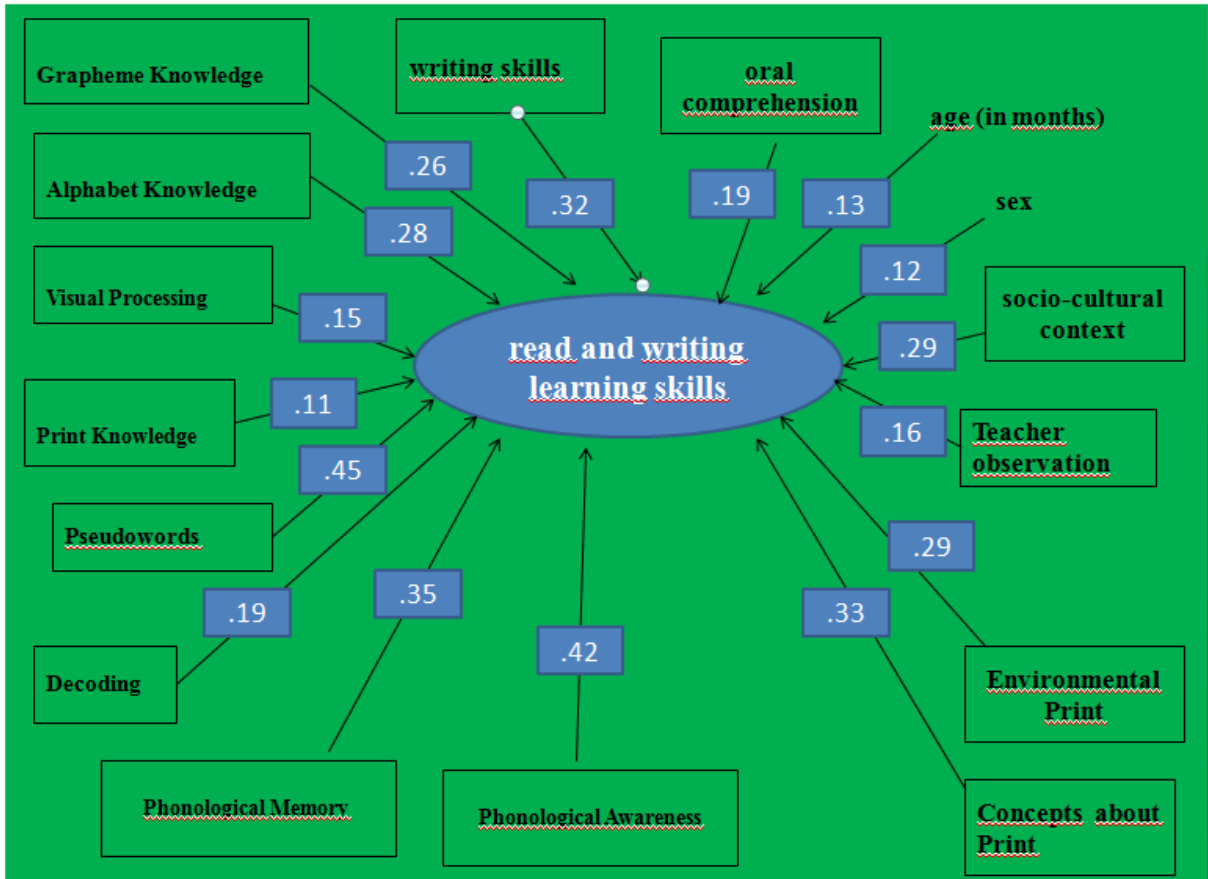 Grapheme Knowledge
writing skills
oral
comprehension
age (in months)
.26
Alphabet Knowledge
.32
.19
.13
sex
.28
.12
Visual Processing
.15
socio-cultural
context
.29
read and writing
learning skills
.11
Print Knowledge
.16
Teacher
observation
.45
Pseudowords
.29
.19
.35
.33
.42
Decoding
Environmental
Print
Phonological Memory
Phonological Awareness
Concepts about
Print